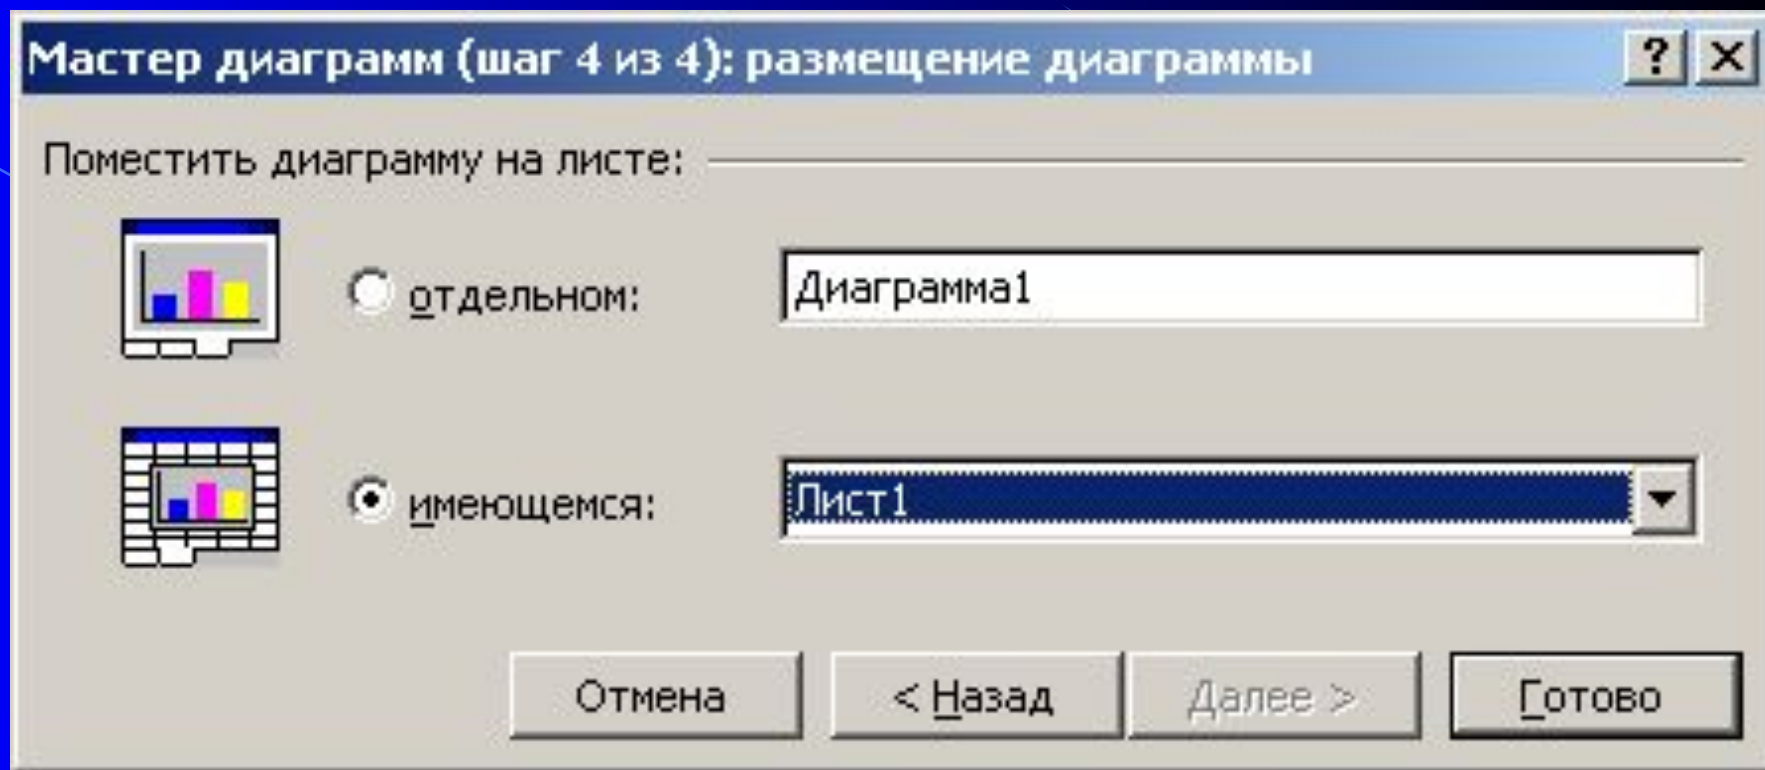 Мастер диаграмм (шаг 4 из 4): размещение диаграммы
Поместить диаграмму на листе:
отдельном: Диаграмма1
имеющемся: Лист1
Отмена < Назад Далее > Готово